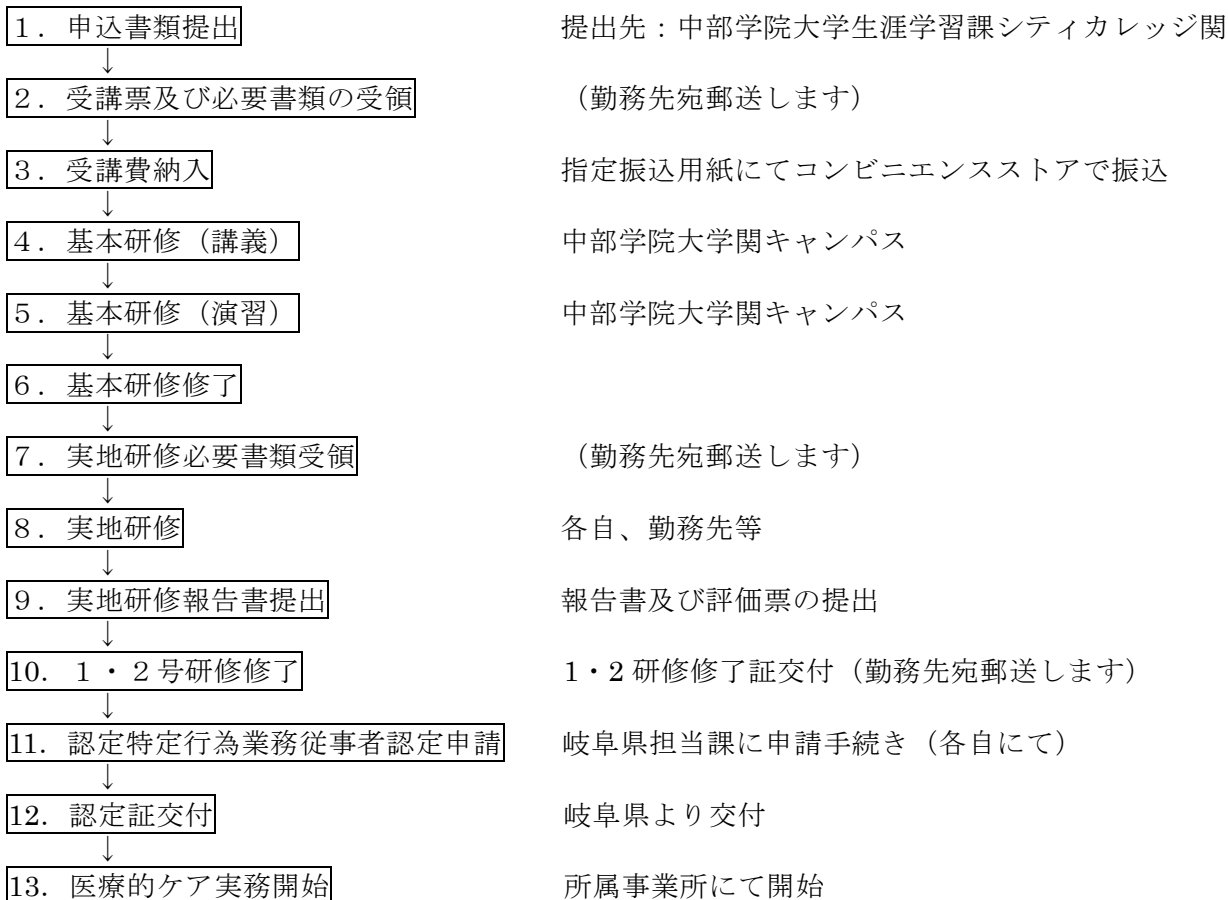 １．申込書類提出　提出先：中部学院大学生涯学習課シティカレッジ関
↓
２．受講票及び必要書類の受領　（勤務先宛郵送します）
↓
３．受講費納入　指定振込用紙にてコンビニエンスストアで振込
↓
４．基本研修（講義）　中部学院大学関キャンパス
↓
５．基本研修（演習）　中部学院大学関キャンパス
↓
６．基本研修修了
↓
７．実地研修必要書類受領　（勤務先宛郵送します）
↓
８．実地研修　各自、勤務先等
↓
９．実地研修報告書提出　報告書及び評価票の提出
↓
10．１・２号研修修了　1・2 研修修了証交付（勤務先宛郵送します）
↓
11．認定特定行為業務従事者認定申請　岐阜県担当課に申請手続き（各自にて）
↓
12．認定証交付　岐阜県より交付
↓
13．医療的ケア実務開始　所属事業所にて開始